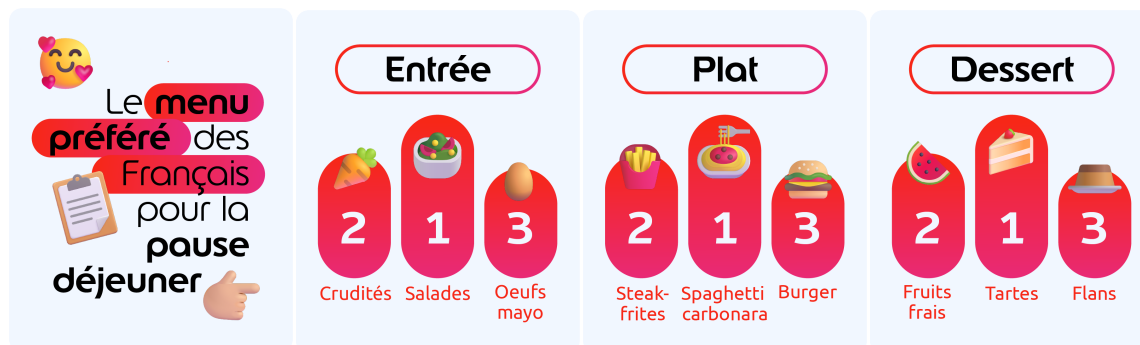 Le menu
préféré des
Français
pour la
pause
déjeuner
Entrée
2 1 3
Crudités Salades Oeufs
mayo
Plat
2 1 3
Steak- Spaghetti Burger
frites carbonara
Dessert
2 1 3
Fruits Tartes Flans
frais